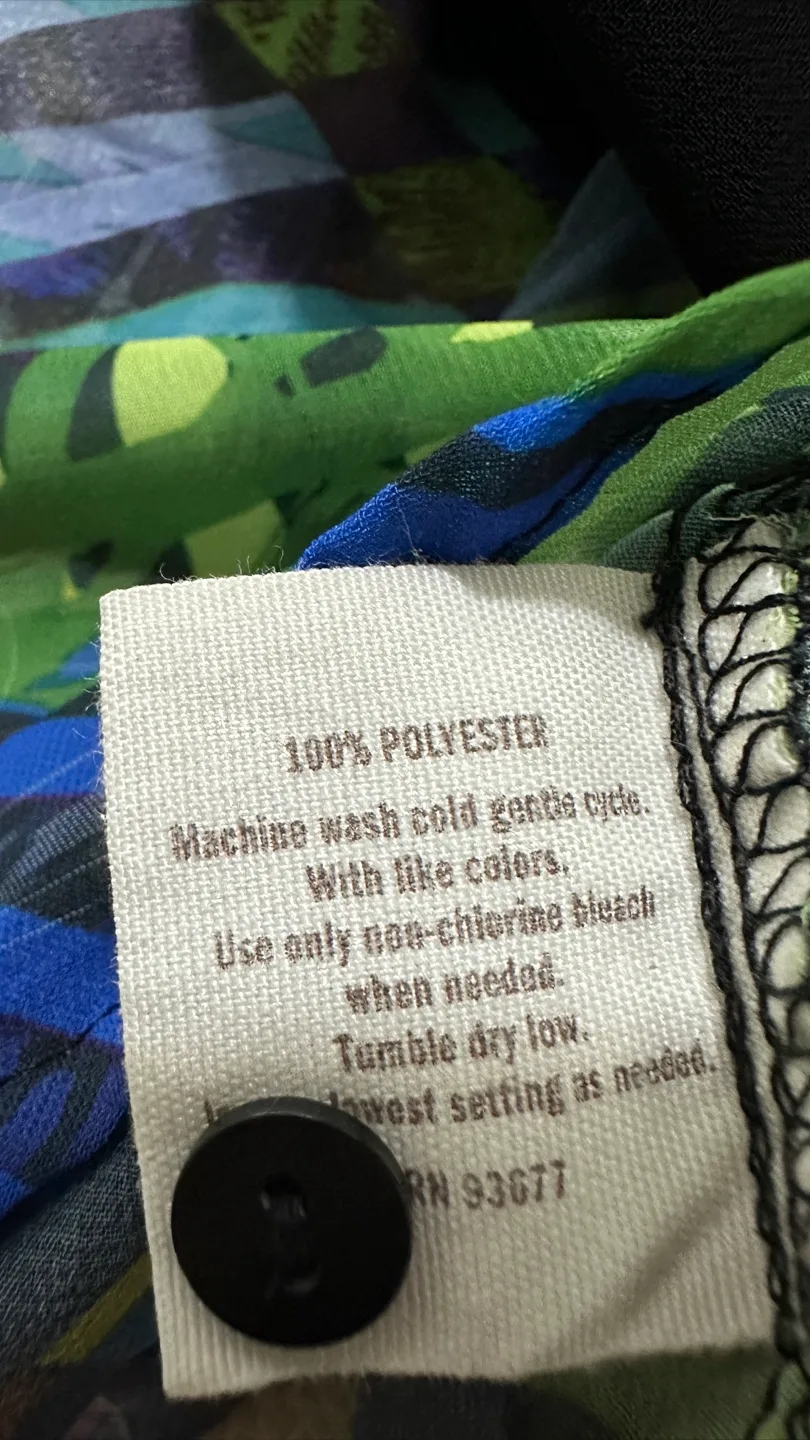 100% POLYESTER
Machine wash cold gentle cycle.
With like colors.
Use only non-chlorine bleach
when needed.
Tumble dry low.
lowest setting as needed.
RN 93677